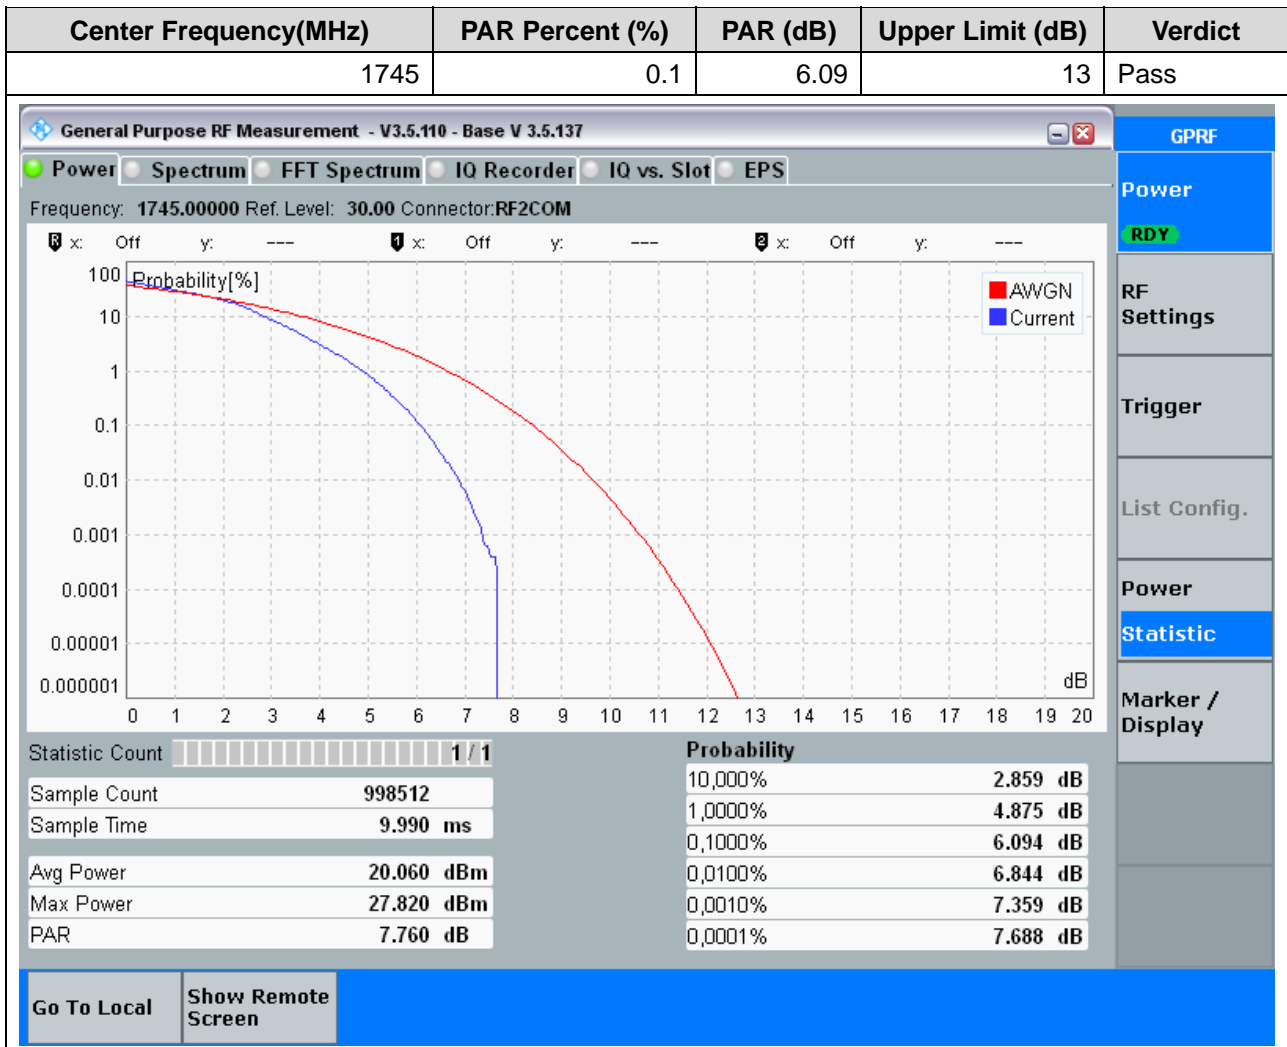 Center Frequency(MHz) PAR Percent (%) PAR (dB) Upper Limit (dB) Verdict
1745 0.1 6.09 13 Pass
General Purpose RF Measurement - V3.5.110 - Base V 3.5.137
Power Spectrum FFT Spectrum IQ Recorder IQ vs. Slot EPS
Frequency: 1745.00000 Ref. Level: 30.00 Connector:RF2COM
R x: Off y: --- 1 x: Off y: --- 2 x: Off y: ---
Probability[%]
100
10
1
0.1
0.01
0.001
0.0001
0.00001
0.000001
AWGN
Current
dB
0 1 2 3 4 5 6 7 8 9 10 11 12 13 14 15 16 17 18 19 20
Statistic Count 1 / 1
Sample Count 998512
Sample Time 9.990 ms
Avg Power 20.060 dBm
Max Power 27.820 dBm
PAR 7.760 dB
Probability
10,000% 2.859 dB
1,0000% 4.875 dB
0,1000% 6.094 dB
0,0100% 6.844 dB
0,0010% 7.359 dB
0,0001% 7.688 dB
GPRF
Power
RDY
RF
Settings
Trigger
List Config.
Power
Statistic
Marker /
Display
Go To Local
Show Remote
Screen